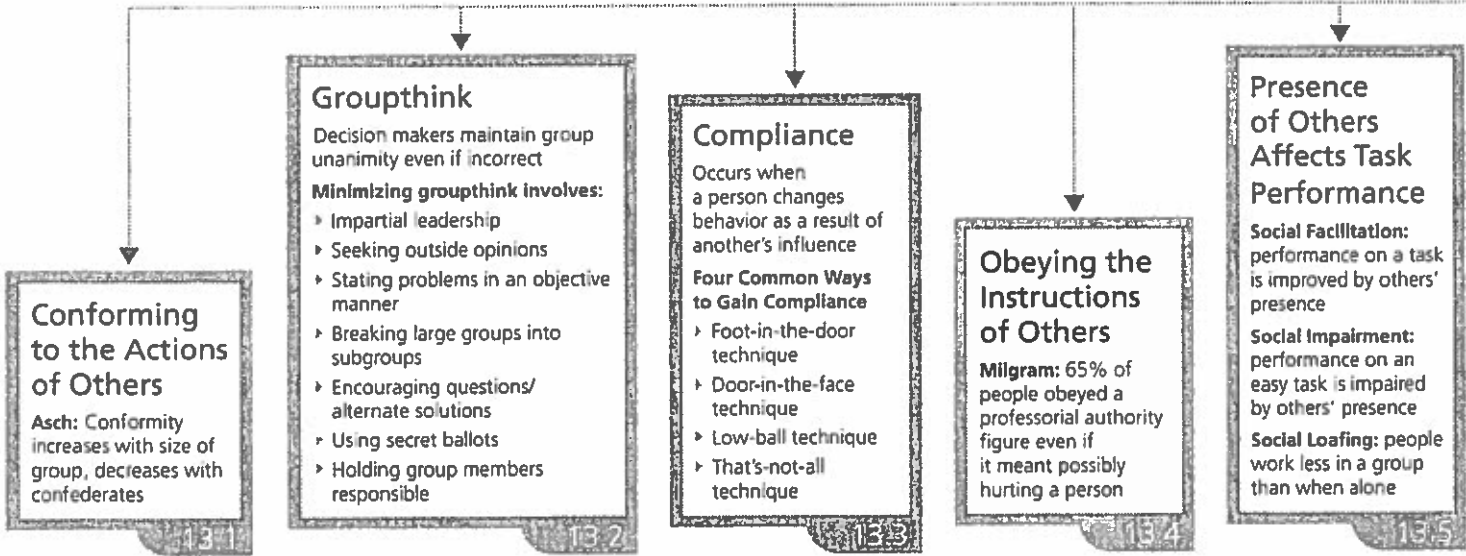 Conforming
to the Actions
of Others
Asch: Conformity
increases with size of
group, decreases with
confederates
13.1
Groupthink
Decision makers maintain group
unanimity even if incorrect
Minimizing groupthink involves:
‣ Impartial leadership
‣ Seeking outside opinions
‣ Stating problems in an objective
manner
‣ Breaking large groups into
subgroups
‣ Encouraging questions/
alternate solutions
‣ Using secret ballots
‣ Holding group members
responsible
13.2
Compliance
Occurs when
a person changes
behavior as a result of
another's influence
Four Common Ways
to Gain Compliance
‣ Foot-in-the-door
technique
‣ Door-in-the-face
technique
‣ Low-ball technique
‣ That's-not-all
technique
13.3
Obeying the
Instructions
of Others
Milgram: 65% of
people obeyed a
professorial authority
figure even if
it meant possibly
hurting a person
13.4
Presence
of Others
Affects Task
Performance
Social Facilitation:
performance on a task
is improved by others'
presence
Social Impairment:
performance on an
easy task is impaired
by others' presence
Social Loafing: people
work less in a group
than when alone
13.5